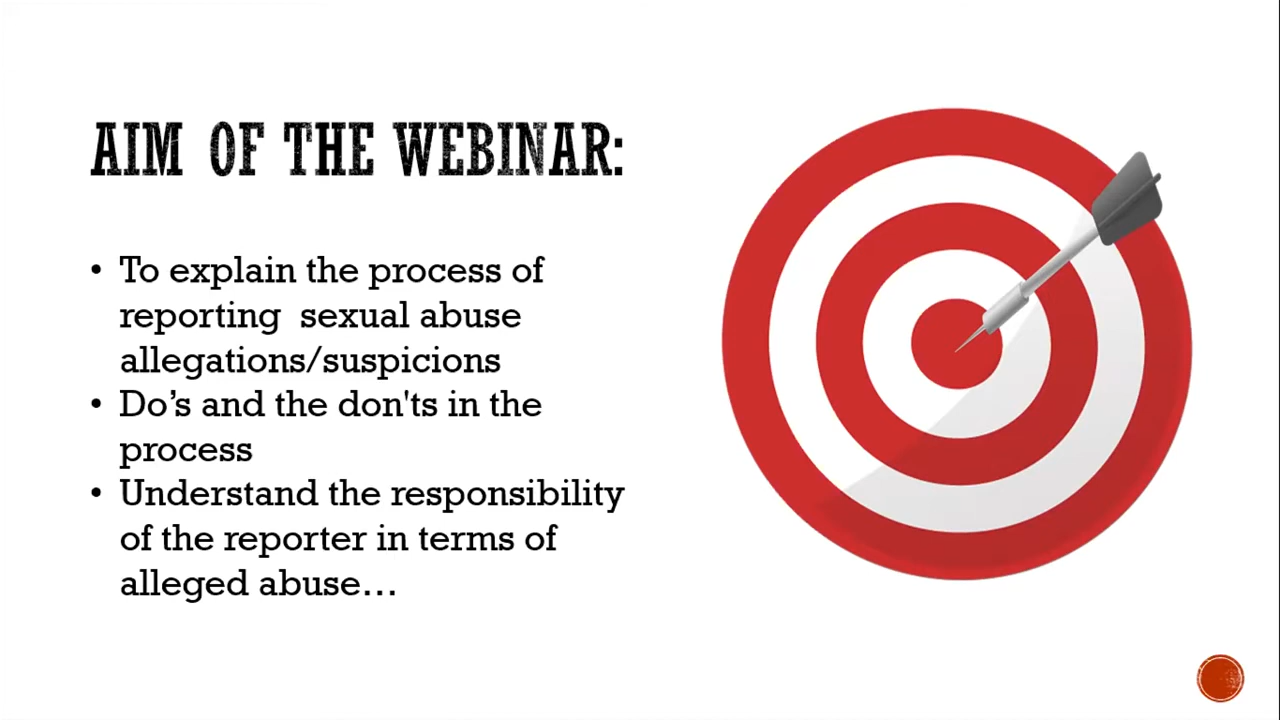 AIM OF THE WEBINAR:
• To explain the process of
reporting  sexual abuse
allegations/suspicions
• Do’s and the don'ts in the
process
• Understand the responsibility
of the reporter in terms of
alleged abuse…